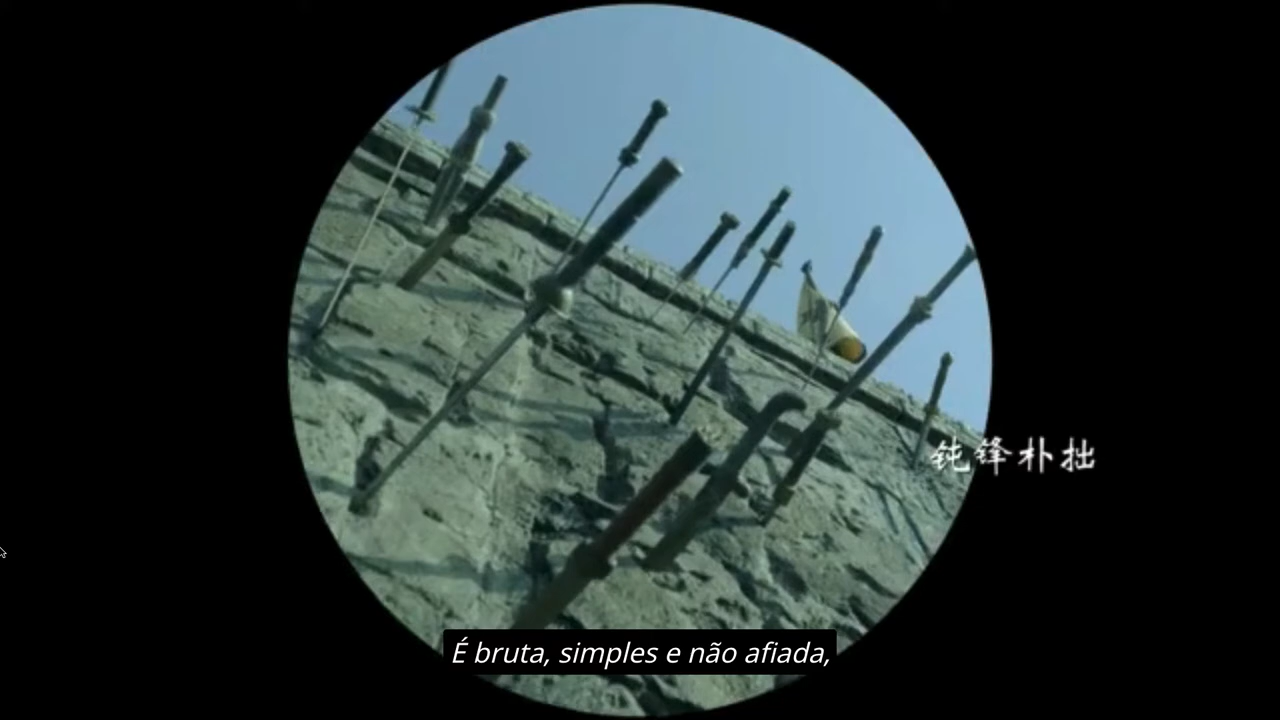 钝锋朴拙
É bruta, simples e não afiada,